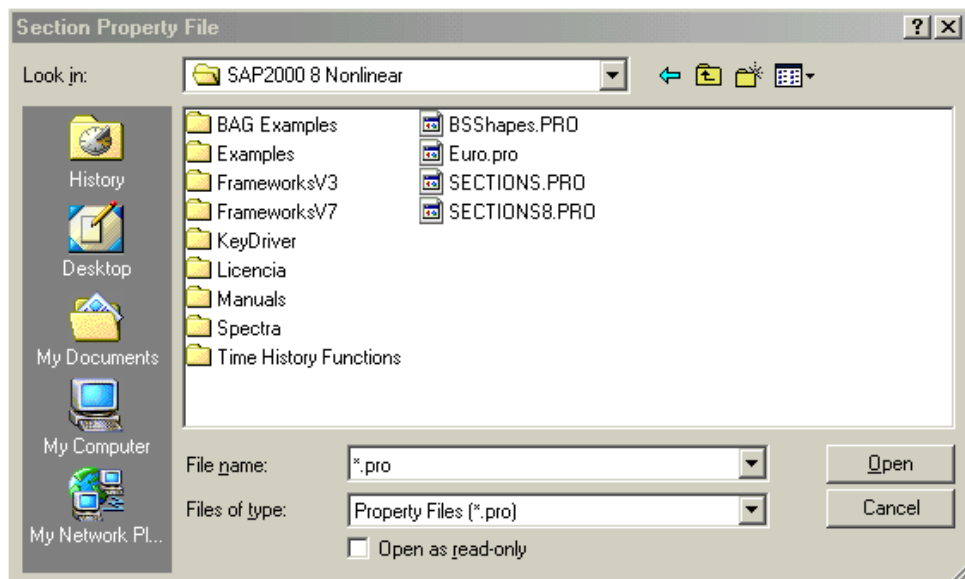 Section Property File
Look in: SAP2000 8 Nonlinear
History
Desktop
My Documents
My Computer
My Network Pl...
BAG Examples
Examples
FrameworksV3
FrameworksV7
KeyDriver
Licencia
Manuals
Spectra
Time History Functions
BSShapes.PRO
Euro.pro
SECTIONS.PRO
SECTIONS8.PRO
File name: *.pro
Open
Files of type: Property Files (*.pro)
Cancel
Open as read-only